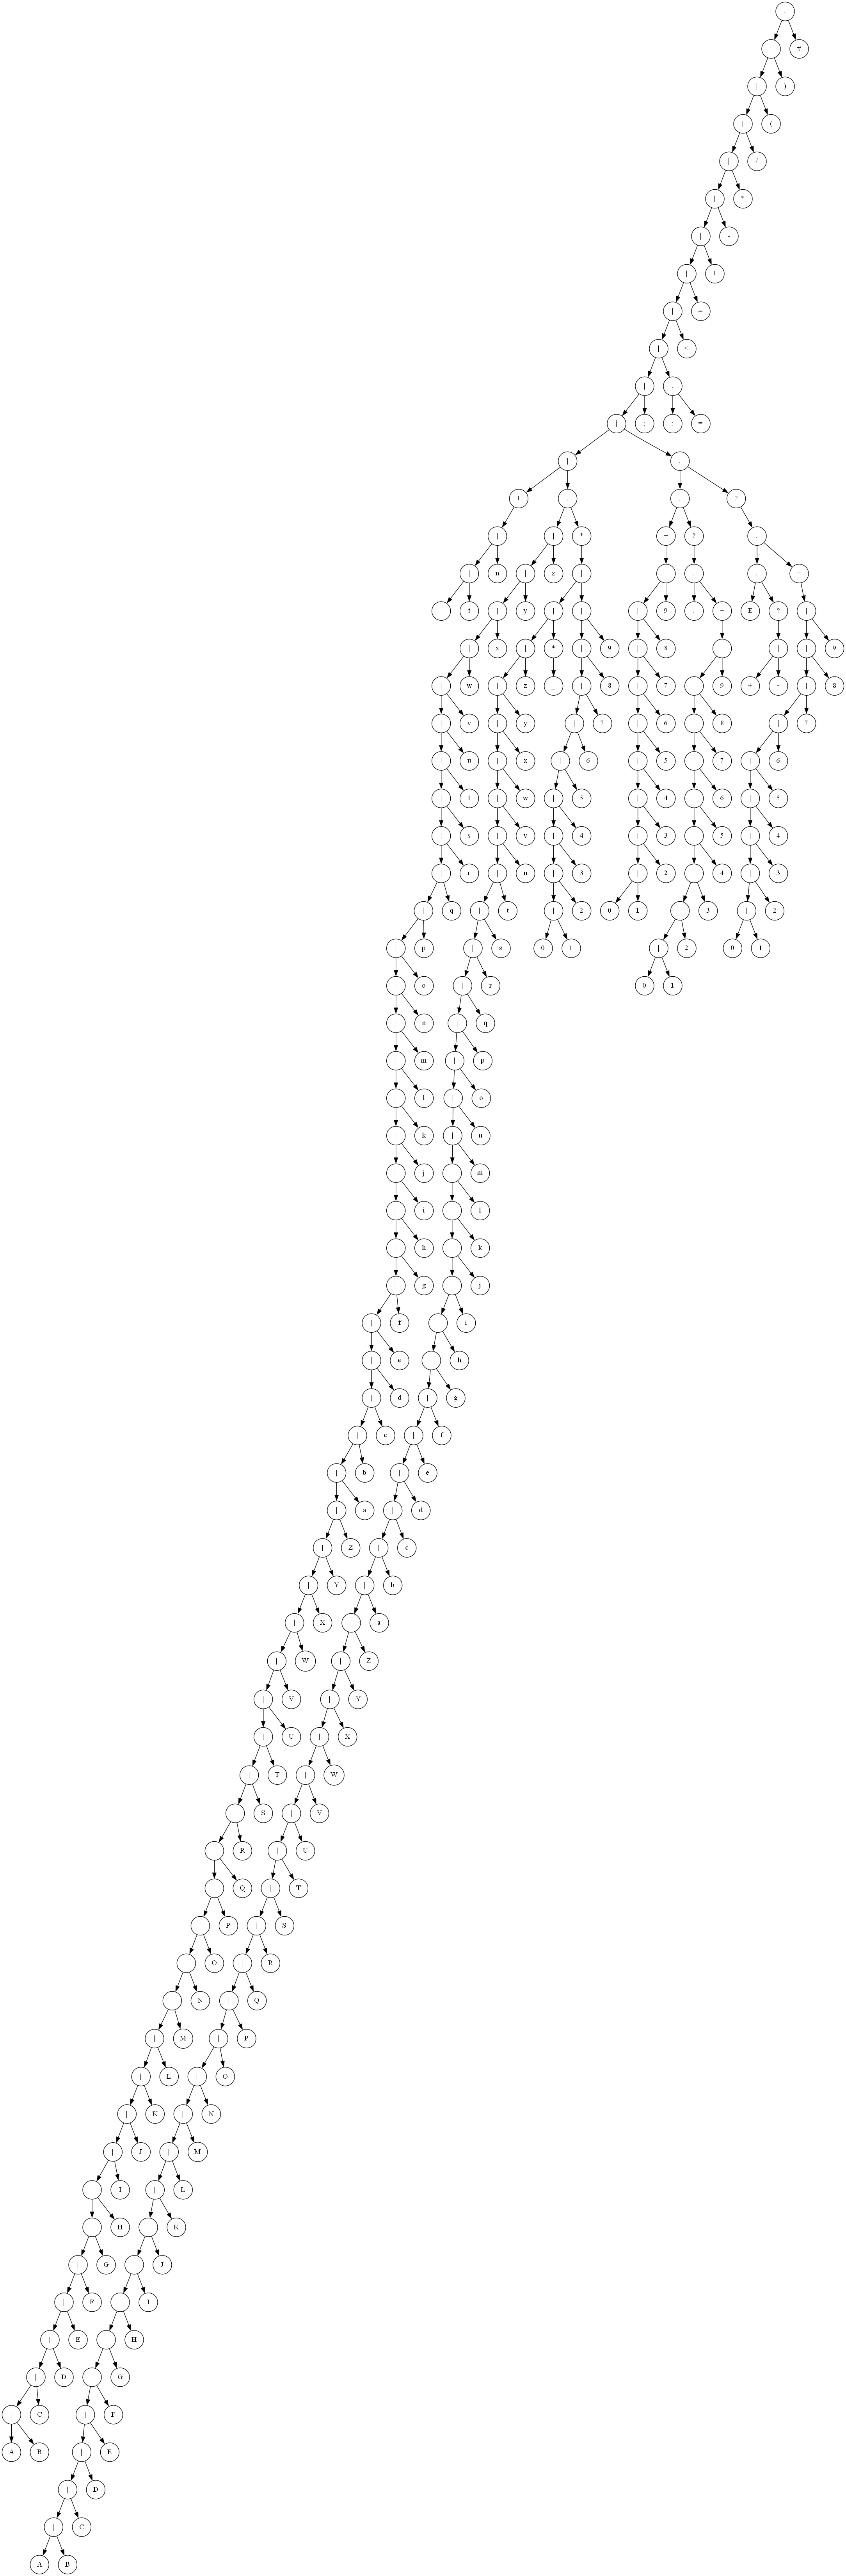 .
| #
| )
| (
| /
| *
| -
| +
| =
| <
| .
| ; : =
| .
+ . . ?
| | * + ? .
| n | z | | . . +
t | y | | | 9 . + E ? |
| x | * | 9 | 8 | | | 9
| w | z _ | 8 | 7 | 9 + - | 8
| v | y | 7 | 6 | 8 | 7
| u | x | 6 | 5 | 7 | 6
| t | w | 5 | 4 | 6 | 5
| s | v | 4 | 3 | 5 | 4
| r | u | 3 | 2 | 4 | 3
| q | t | 2 0 1 | 3 | 2
| p | s 0 1 | 2 0 1
| o | r 0 1
| n | q
| m | p
| l | o
| k | n
| j | m
| i | l
| h | k
| g | j
| f | i
| e | h
| d | g
| c | f
| b | e
| a | d
| Z | c
| Y | b
| X | a
| W | Z
| V | Y
| U | X
| T | W
| S | V
| R | U
| Q | T
| P | S
| O | R
| N | Q
| M | P
| L | O
| K | N
| J | M
| I | L
| H | K
| G | J
| F | I
| E | H
| D | G
| C | F
A B | E
| D
| C
A B